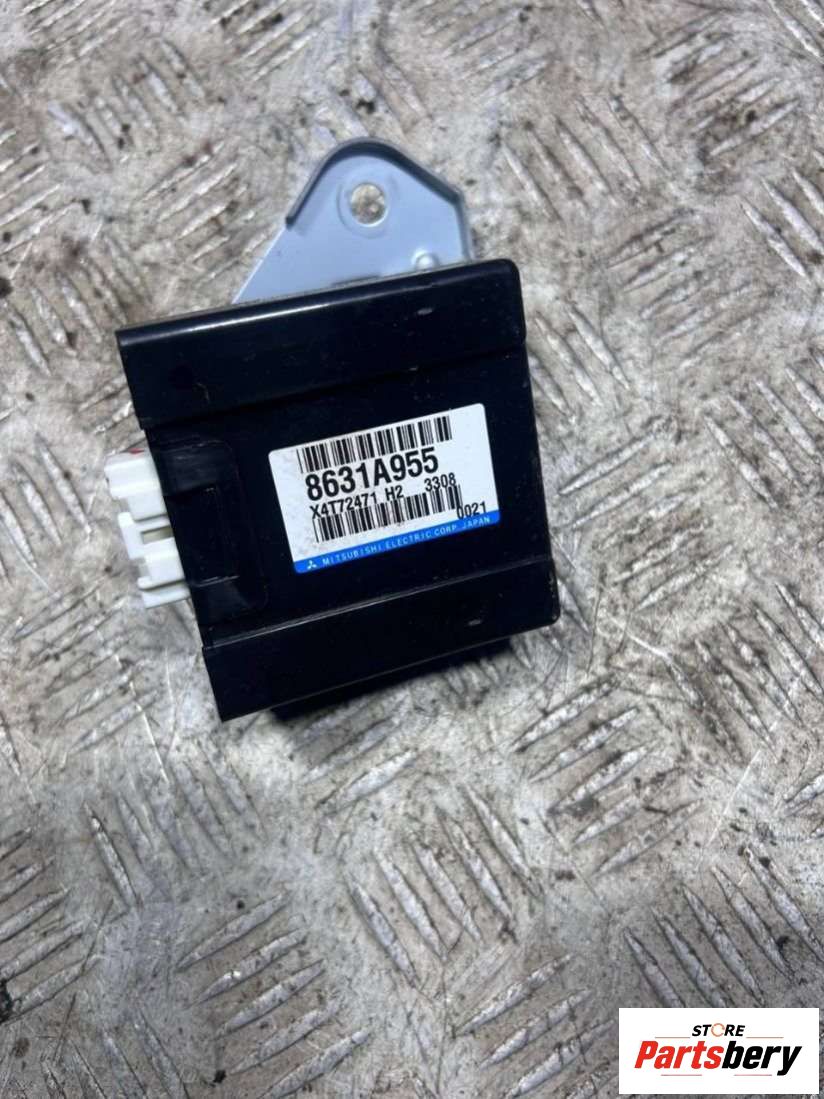 8631A955
X4T72471 H2 3308
0021
MITSUBISHI ELECTRIC CORP. JAPAN
STORE
Partsbery